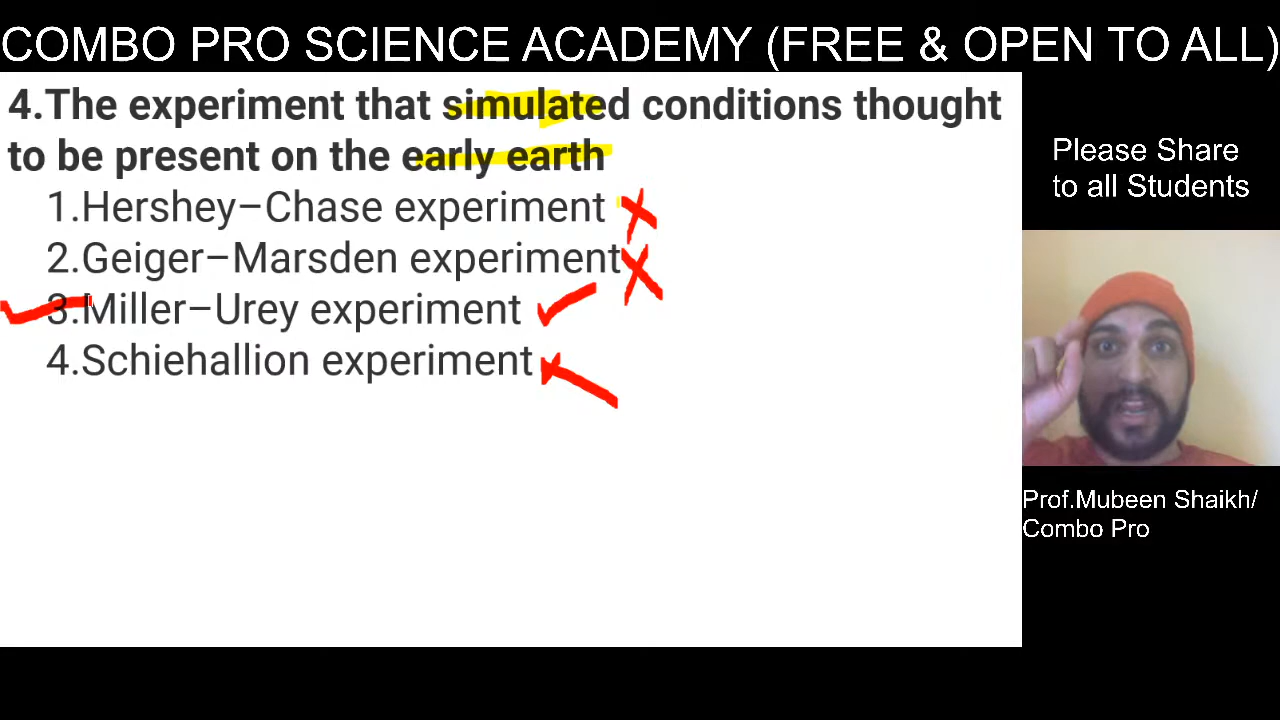 COMBO PRO SCIENCE ACADEMY (FREE & OPEN TO ALL)
4.The experiment that simulated conditions thought
to be present on the early earth
1.Hershey–Chase experiment
2.Geiger–Marsden experiment
3.Miller–Urey experiment
4.Schiehallion experiment
Please Share
to all Students
Prof.Mubeen Shaikh/
Combo Pro